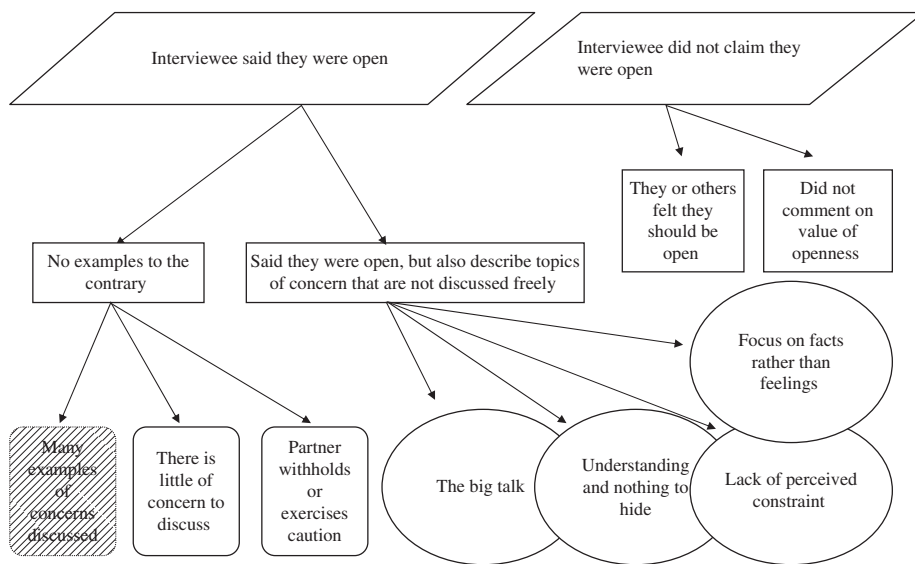 Interviewee said they were open
Interviewee did not claim they
were open
They or others
felt they
should be
open
Did not
comment on
value of
openness
No examples to the
contrary
Said they were open, but also describe topics
of concern that are not discussed freely
Focus on facts
rather than
feelings
Many
examples
of
concerns
discussed
There is
little of
concern to
discuss
Partner
withholds
or
exercises
caution
The big talk
Understanding
and nothing to
hide
Lack of perceived
constraint